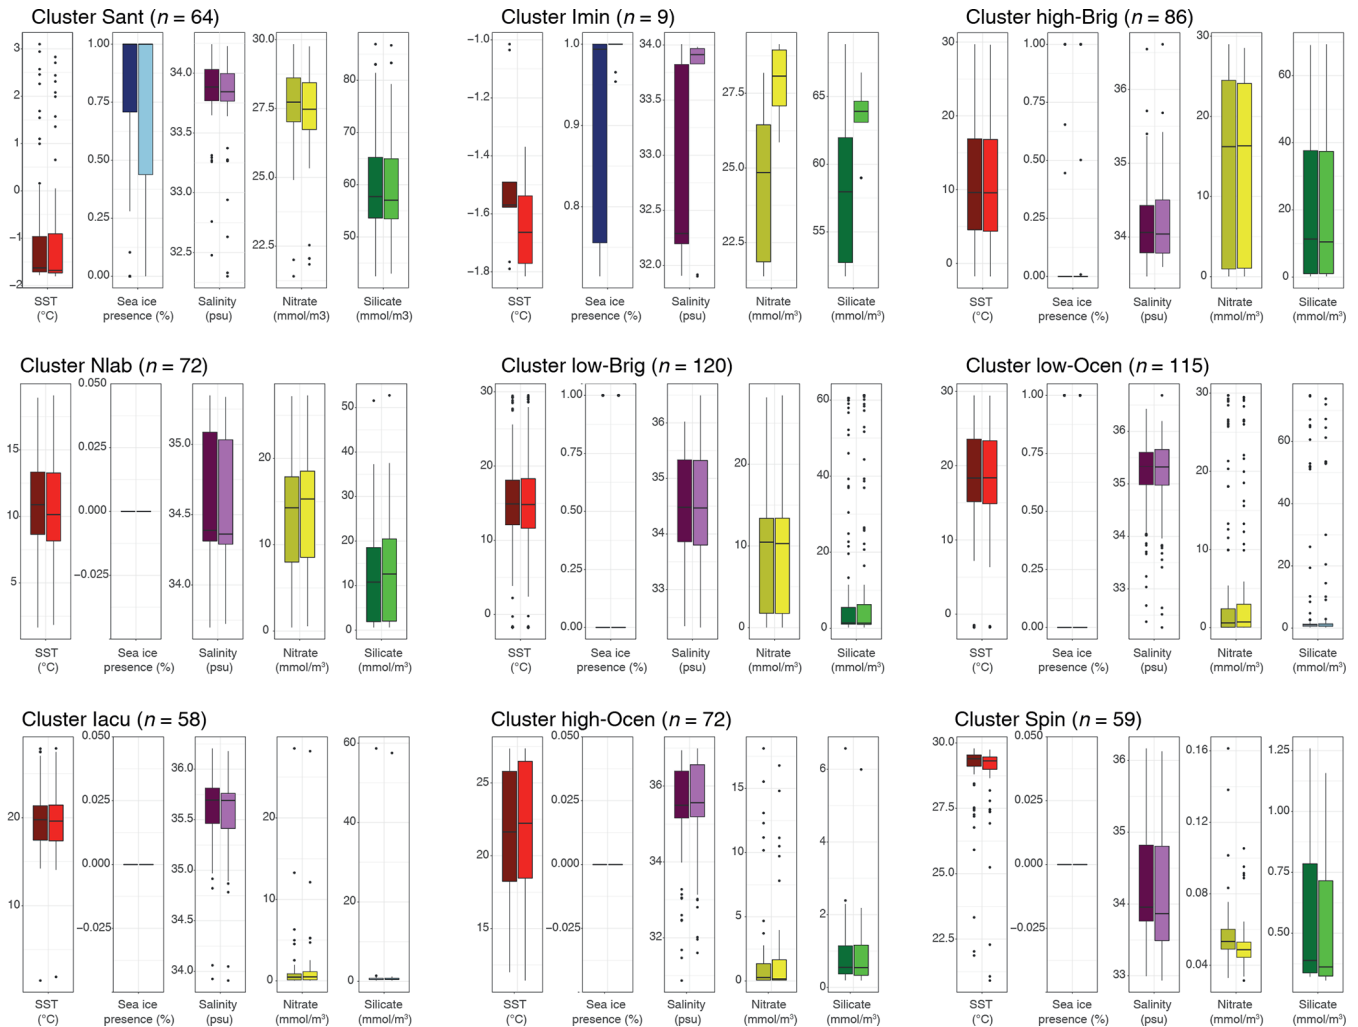 Cluster Sant (n = 64)
Cluster Imin (n = 9)
Cluster high-Brig (n = 86)
3
2
1
0
−1
−2
1.00
0.75
0.50
0.25
0.00
34.0
33.5
33.0
32.5
30.0
27.5
25.0
22.5
80
70
60
50
−1.0
−1.2
−1.4
−1.6
−1.8
1.0
0.9
0.8
34.0
33.5
33.0
32.5
32.0
27.5
25.0
22.5
65
60
55
30
20
10
0
1.00
0.75
0.50
0.25
0.00
36
35
34
30
20
10
0
60
40
20
0
SST
(°C)
Sea ice
presence (%)
Salinity
(psu)
Nitrate
(mmol/m3)
Silicate
(mmol/m3)
SST
(°C)
Sea ice
presence (%)
Salinity
(psu)
Nitrate
(mmol/m³)
Silicate
(mmol/m³)
SST
(°C)
Sea ice
presence (%)
Salinity
(psu)
Nitrate
(mmol/m³)
Silicate
(mmol/m³)
Cluster Nlab (n = 72)
Cluster low-Brig (n = 120)
Cluster low-Ocen (n = 115)
15
10
5
0.050
0.025
0.000
−0.025
35.0
34.5
34.0
20
10
0
50
40
30
20
10
0
30
20
10
0
1.00
0.75
0.50
0.25
0.00
36
35
34
33
20
10
0
60
40
20
0
30
20
10
0
1.00
0.75
0.50
0.25
0.00
36
35
34
33
30
20
10
0
60
40
20
0
SST
(°C)
Sea ice
presence (%)
Salinity
(psu)
Nitrate
(mmol/m³)
Silicate
(mmol/m³)
SST
(°C)
Sea ice
presence (%)
Salinity
(psu)
Nitrate
(mmol/m³)
Silicate
(mmol/m³)
SST
(°C)
Sea ice
presence (%)
Salinity
(psu)
Nitrate
(mmol/m³)
Silicate
(mmol/m³)
Cluster Iacu (n = 58)
Cluster high-Ocen (n = 72)
Cluster Spin (n = 59)
20
10
0.050
0.025
0.000
−0.025
36.0
35.5
35.0
34.5
34.0
20
10
0
60
40
20
0
25
20
15
0.050
0.025
0.000
−0.025
36
34
32
15
10
5
0
6
4
2
0
30.0
27.5
25.0
22.5
0.050
0.025
0.000
−0.025
36
35
34
33
0.16
0.12
0.08
0.04
1.25
1.00
0.75
0.50
SST
(°C)
Sea ice
presence (%)
Salinity
(psu)
Nitrate
(mmol/m³)
Silicate
(mmol/m³)
SST
(°C)
Sea ice
presence (%)
Salinity
(psu)
Nitrate
(mmol/m³)
Silicate
(mmol/m³)
SST
(°C)
Sea ice
presence (%)
Salinity
(psu)
Nitrate
(mmol/m³)
Silicate
(mmol/m³)